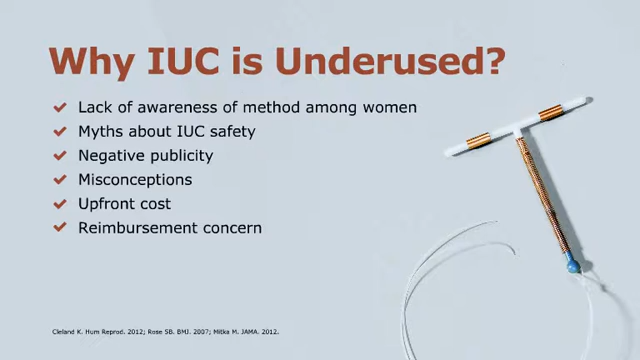 Why IUC is Underused?
Lack of awareness of method among women
Myths about IUC safety
Negative publicity
Misconceptions
Upfront cost
Reimbursement concern
Cleland K. Hum Reprod. 2012; Rose SB. BMJ. 2007; Mitka M. JAMA. 2012.